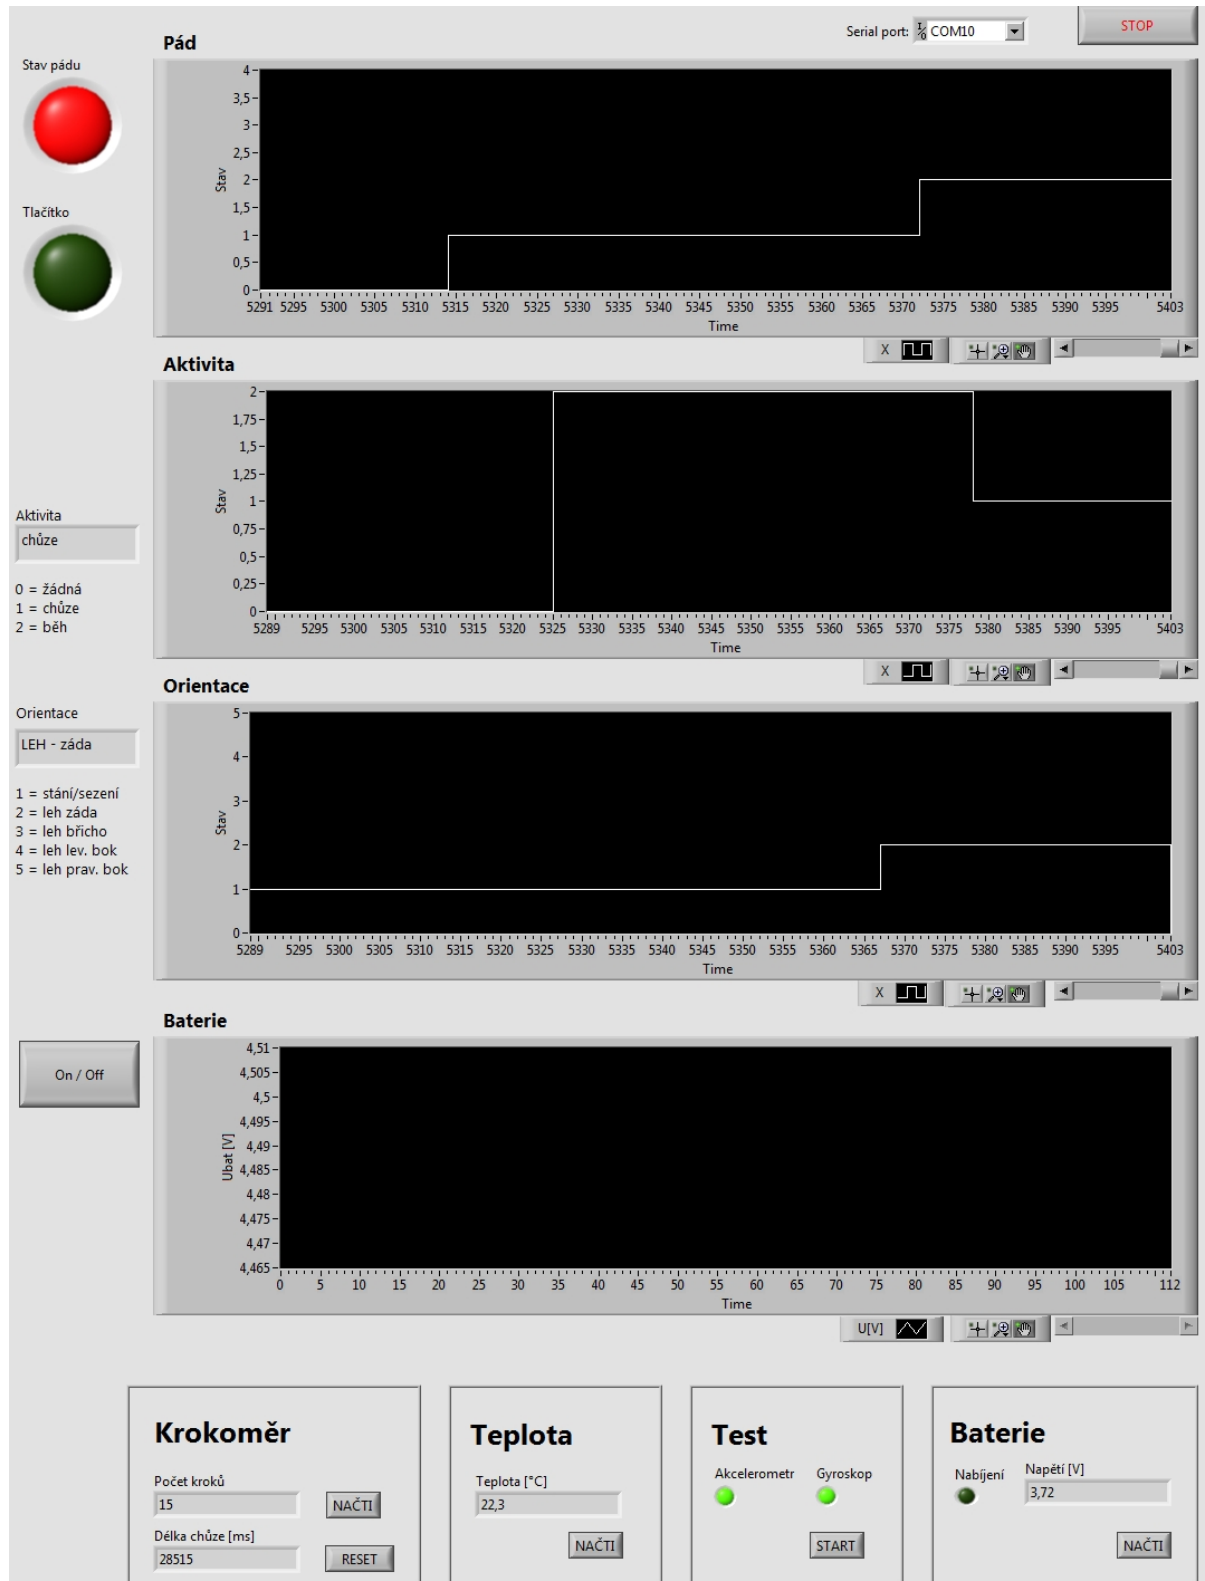 Serial port: I/O COM10
STOP
Pád
Stav pádu
Tlačítko
4
3,5
3
2,5
2
1,5
1
0,5
0
Stav
5291 5295 5300 5305 5310 5315 5320 5325 5330 5335 5340 5345 5350 5355 5360 5365 5370 5375 5380 5385 5390 5395 5403
Time
X
Aktivita
2
1,75
1,5
1,25
1
0,75
0,5
0,25
0
Stav
5289 5295 5300 5305 5310 5315 5320 5325 5330 5335 5340 5345 5350 5355 5360 5365 5370 5375 5380 5385 5390 5395 5403
Time
X
Aktivita
chůze
0 = žádná
1 = chůze
2 = běh
Orientace
5
4
3
2
1
0
Stav
5289 5295 5300 5305 5310 5315 5320 5325 5330 5335 5340 5345 5350 5355 5360 5365 5370 5375 5380 5385 5390 5395 5403
Time
X
Orientace
LEH - záda
1 = stání/sezení
2 = leh záda
3 = leh břicho
4 = leh lev. bok
5 = leh prav. bok
Baterie
On / Off
4,51
4,505
4,5
4,495
4,49
4,485
4,48
4,475
4,47
4,465
Ubat [V]
0 5 10 15 20 25 30 35 40 45 50 55 60 65 70 75 80 85 90 95 100 105 112
Time
U[V]
Krokoměr
Počet kroků
15
NAČTI
Délka chůze [ms]
28515
RESET
Teplota
Teplota [°C]
22,3
NAČTI
Test
Akcelerometr Gyroskop
START
Baterie
Nabíjení
Napětí [V]
3,72
NAČTI